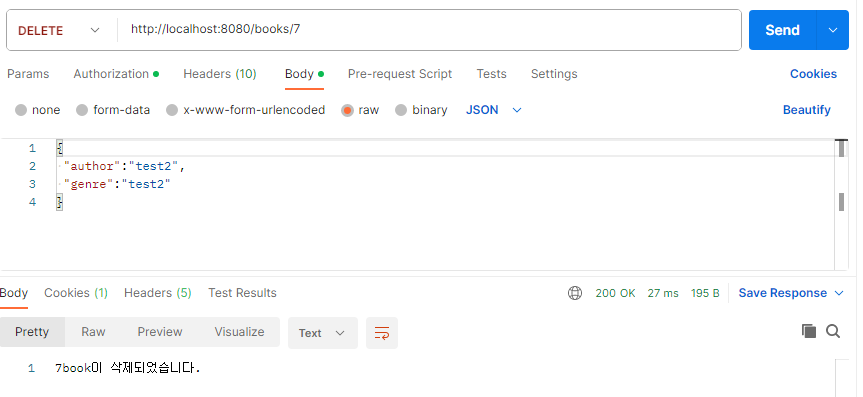 DELETE http://localhost:8080/books/7 Send
Params Authorization Headers (10) Body Pre-request Script Tests Settings Cookies
none form-data x-www-form-urlencoded raw binary JSON Beautify
1 {
2 "author":"test2",
3 "genre":"test2"
4 }
Body Cookies (1) Headers (5) Test Results 200 OK 27 ms 195 B Save Response
Pretty Raw Preview Visualize Text
1 7book이 삭제되었습니다.